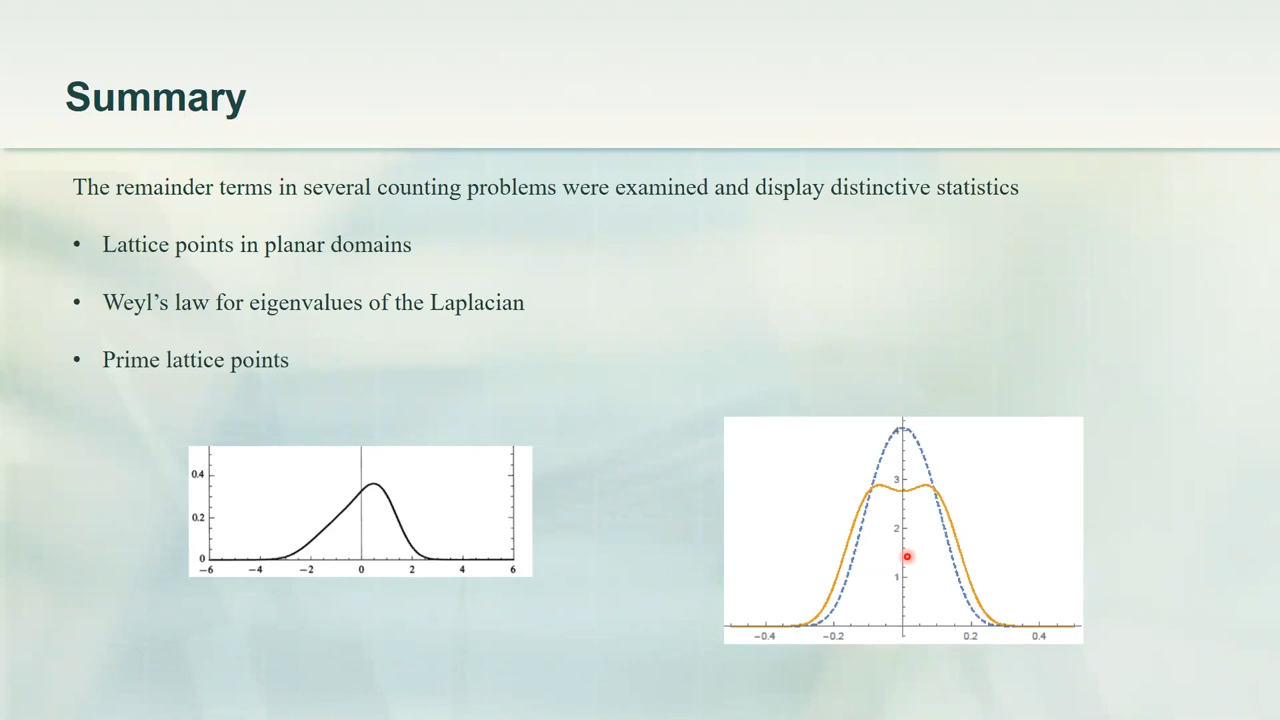 Summary
The remainder terms in several counting problems were examined and display distinctive statistics
• Lattice points in planar domains
• Weyl’s law for eigenvalues of the Laplacian
• Prime lattice points
0.4
0.2
0
−6 −4 −2 0 2 4 6
4
3
2
1
−0.4 −0.2 0.2 0.4